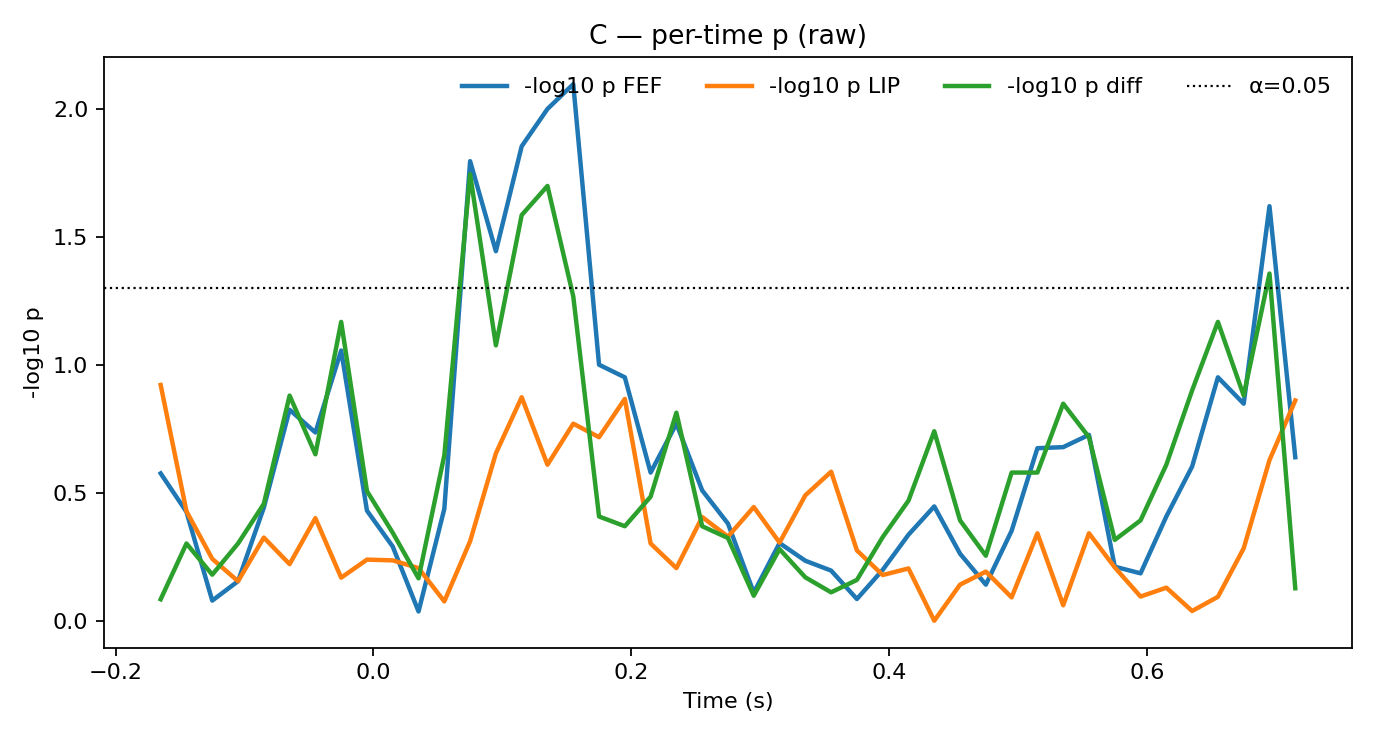 C — per-time p (raw)
-log10 p FEF
-log10 p LIP
-log10 p diff
α=0.05
2.0
1.5
1.0
0.5
0.0
-log10 p
−0.2
0.0
0.2
0.4
0.6
Time (s)